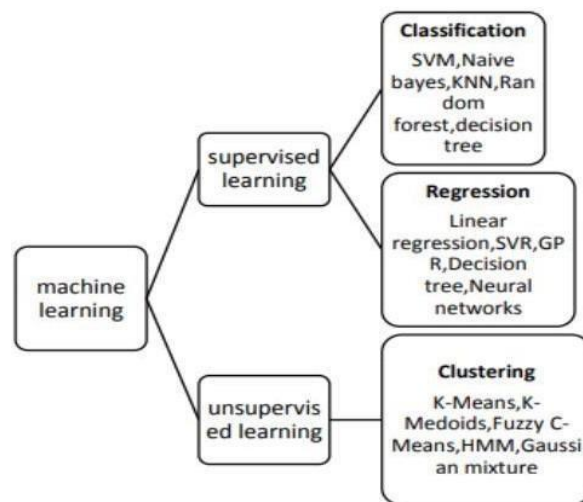 machine
learning
supervised
learning
Classification
SVM,Naive
bayes,KNN,Ran
dom
forest,decision
tree
Regression
Linear
regression,SVR,GP
R,Decision
tree,Neural
networks
unsupervis
ed learning
Clustering
K-Means,K-
Medoids,Fuzzy C-
Means,HMM,Gaussi
an mixture